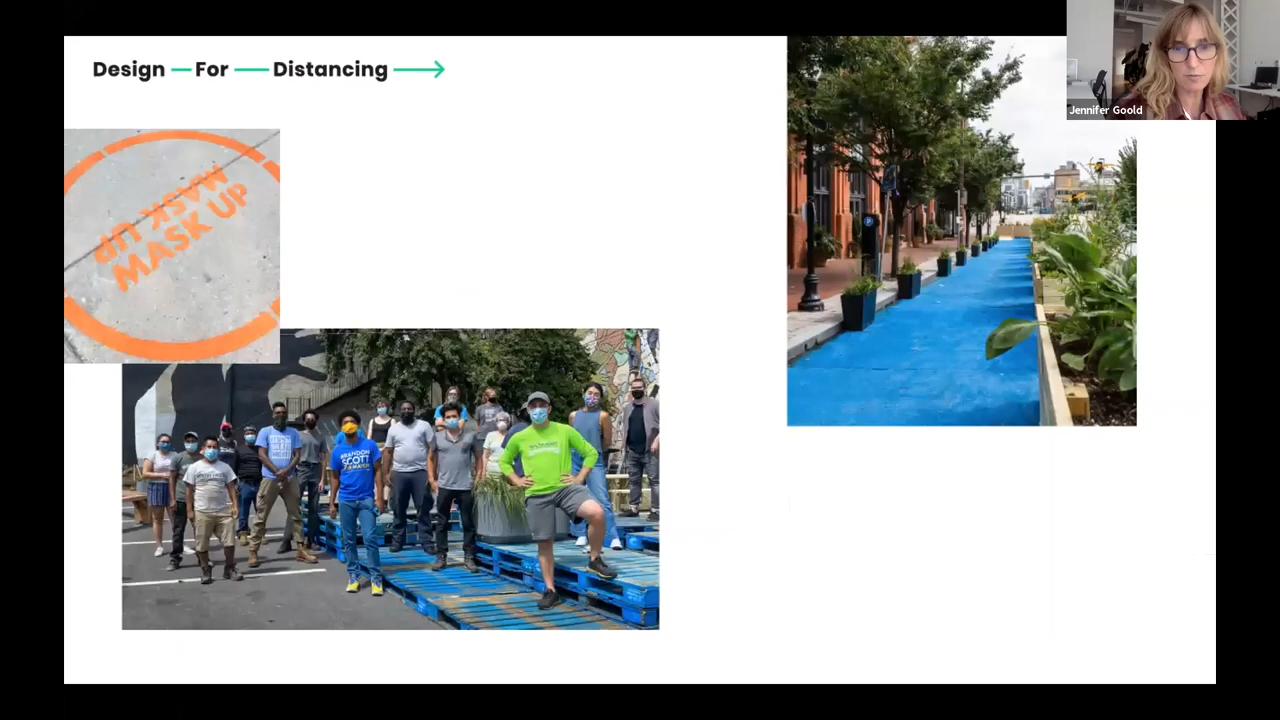 Design For Distancing
Jennifer Goold
MASK UP
MASK UP
BRANDON
SCOTT